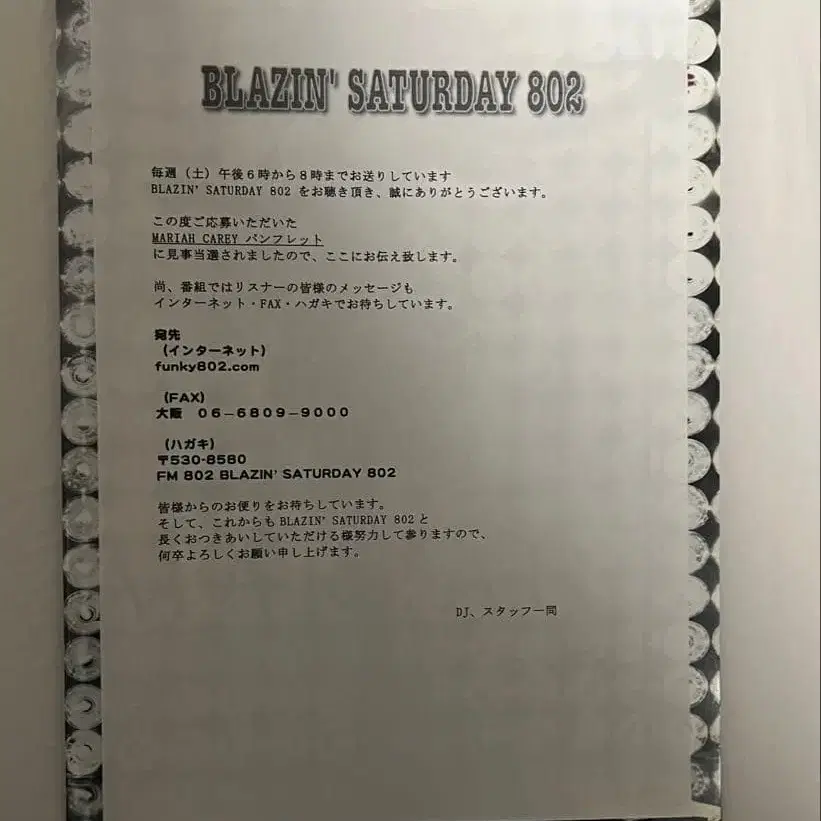 BLAZIN' SATURDAY 802
毎週（土）午後６時から８時までお送りしています
BLAZIN' SATURDAY 802 をお聴き頂き、誠にありがとうございます。
この度ご応募いただいた
MARIAH CAREY パンフレット
に見事当選されましたので、ここにお伝え致します。
尚、番組ではリスナーの皆様のメッセージも
インターネット・FAX・ハガキでお待ちしています。
宛先
（インターネット）
funky802.com
（FAX）
大阪　０６－６８０９－９０００
（ハガキ）
〒530-8580
FM 802 BLAZIN' SATURDAY 802
皆様からのお便りをお待ちしています。
そして、これからも BLAZIN' SATURDAY 802 と
長くおつきあいしていただける様努力して参りますので、
何卒よろしくお願い申し上げます。
DJ、スタッフ一同